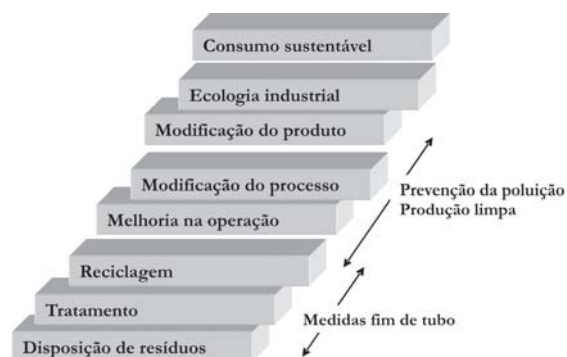 Consumo sustentável
Ecologia industrial
Modificação do produto
Modificação do processo
Melhoria na operação
Reciclagem
Tratamento
Disposição de resíduos
Prevenção da poluição
Produção limpa
Medidas fim de tubo